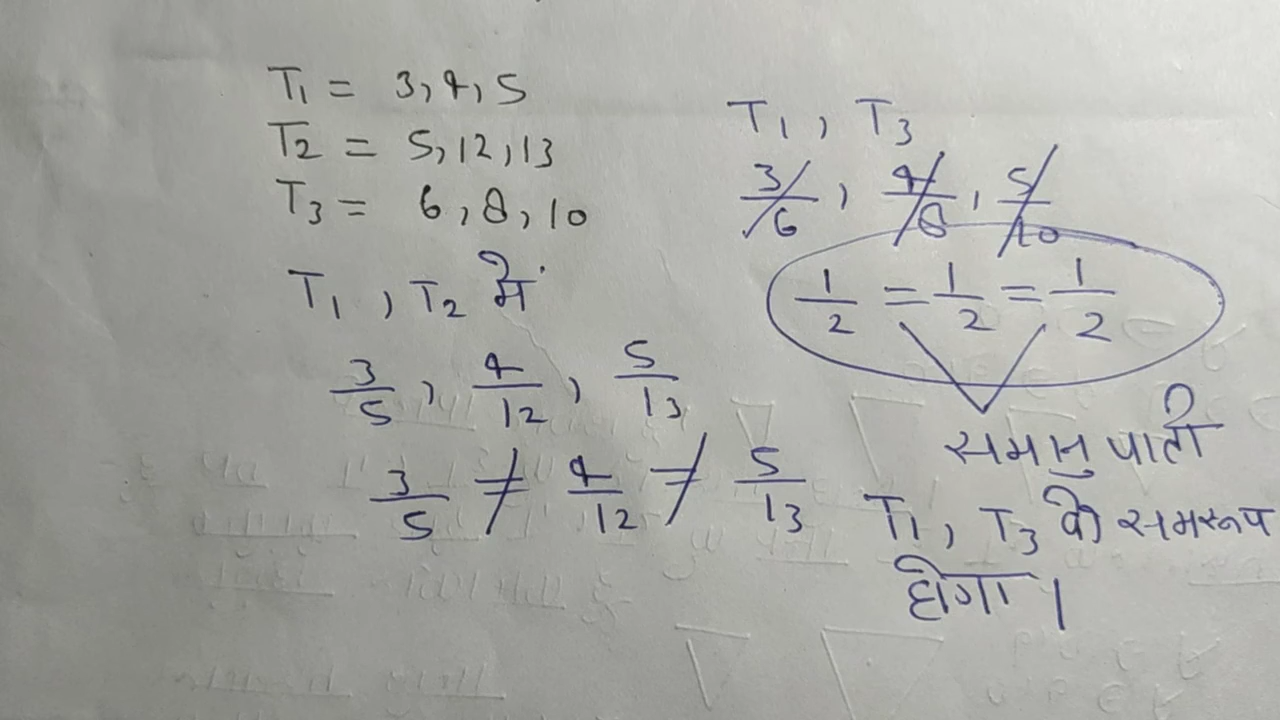 T₁ = 3, 4, 5
T₂ = 5, 12, 13
T₃ = 6, 8, 10
T₁, T₂ में
3/5, 4/12, 5/13
3/5 ≠ 4/12 ≠ 5/13
T₁, T₃
3/6, 4/8, 5/10
1/2 = 1/2 = 1/2
समानुपाती
T₁, T₃ के समरूप
होगा।